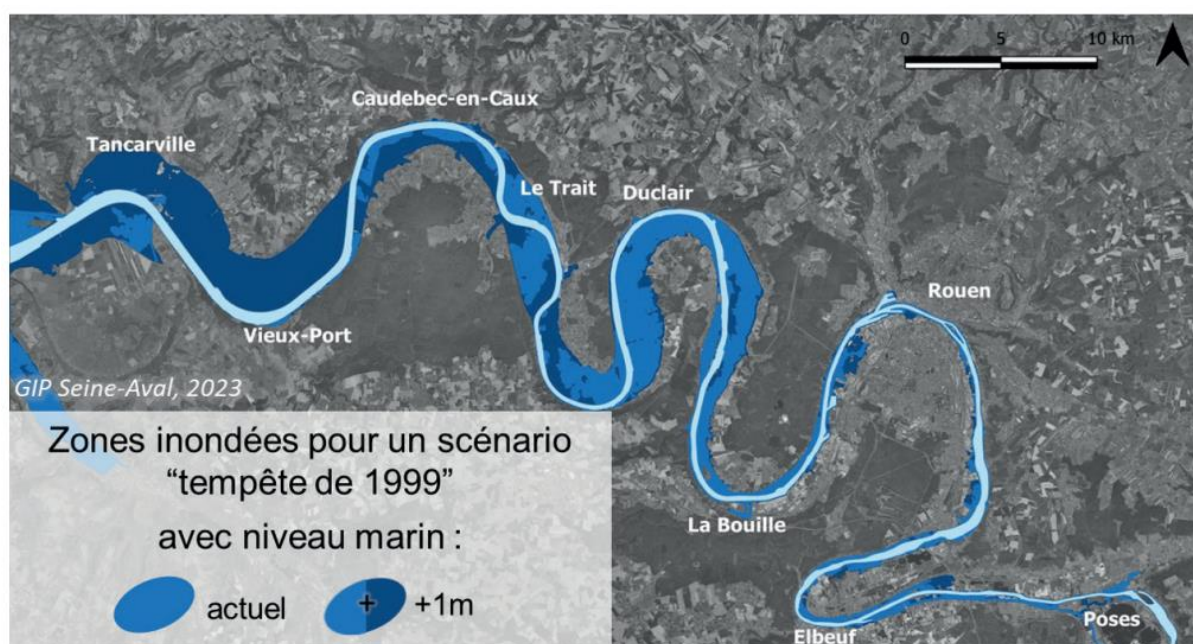 0 5 10 km
Caudebec-en-Caux
Tancarville
Le Trait
Duclair
Rouen
Vieux-Port
GIP Seine-Aval, 2023
Zones inondées pour un scénario
“tempête de 1999”
avec niveau marin :
actuel
+
+1m
La Bouille
Elbeuf
Poses